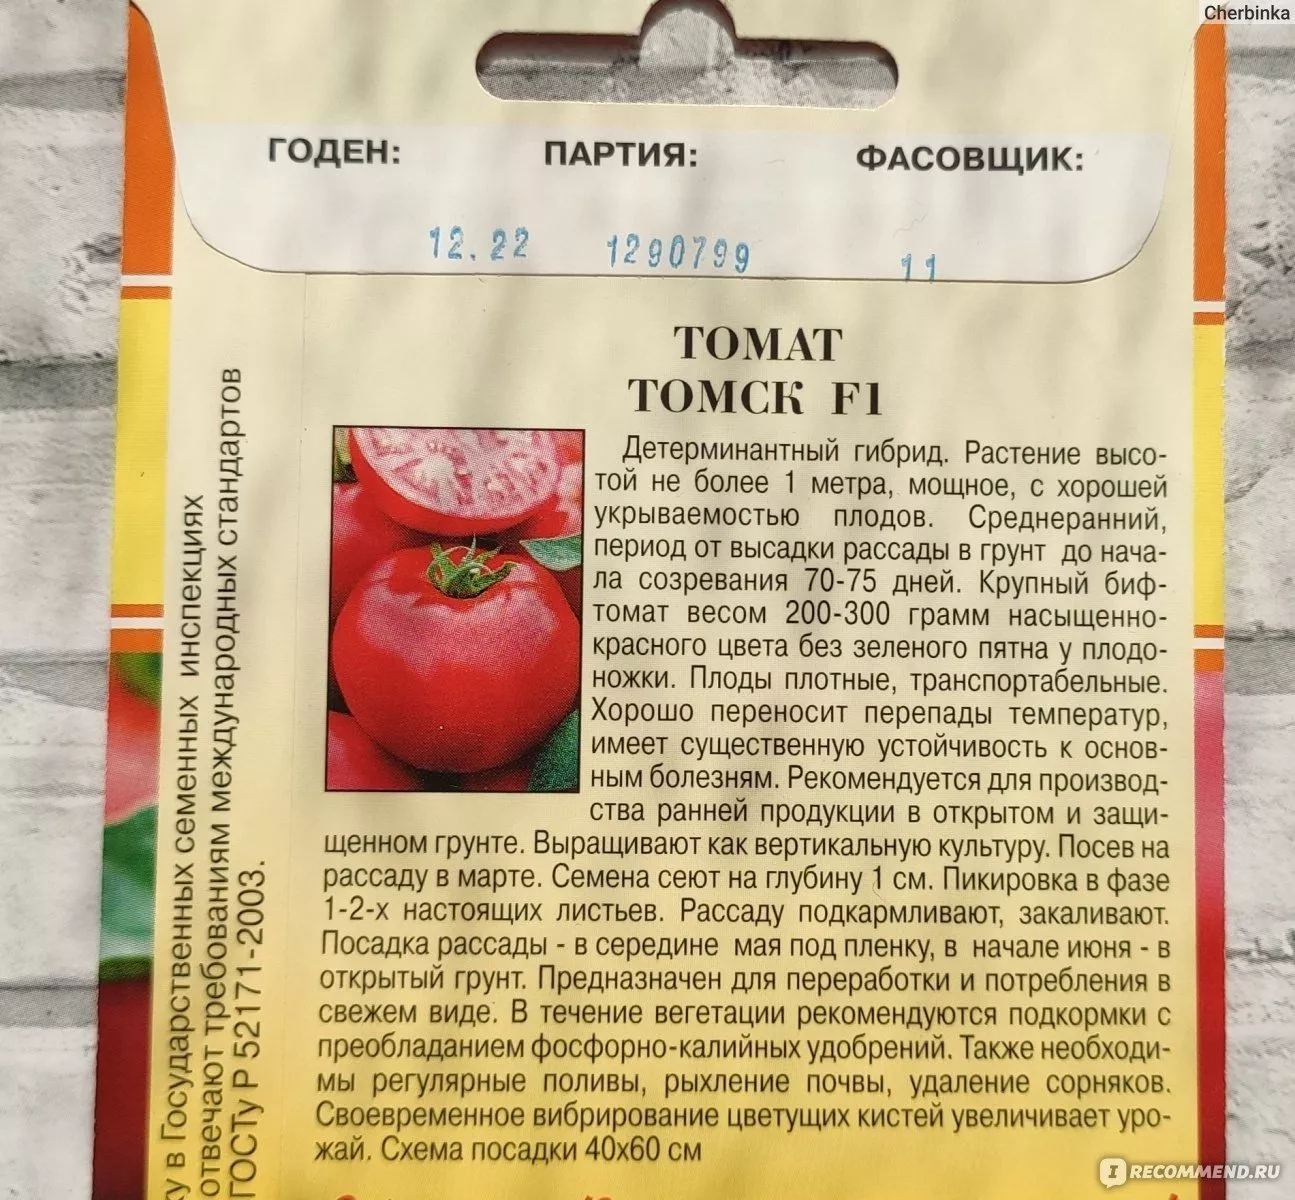 Cherbinka
ГОДЕН: ПАРТИЯ: ФАСОВЩИК:
12.22 1290799 11
ТОМАТ
ТОМСК F1
Детерминантный гибрид. Растение высо-
той не более 1 метра, мощное, с хорошей
укрываемостью плодов. Среднеранний,
период от высадки рассады в грунт до нача-
ла созревания 70-75 дней. Крупный биф-
томат весом 200-300 грамм насыщенно-
красного цвета без зеленого пятна у плодо-
ножки. Плоды плотные, транспортабельные.
Хорошо переносит перепады температур,
имеет существенную устойчивость к основ-
ным болезням. Рекомендуется для производ-
ства ранней продукции в открытом и защи-
щенном грунте. Выращивают как вертикальную культуру. Посев на
рассаду в марте. Семена сеют на глубину 1 см. Пикировка в фазе
1-2-х настоящих листьев. Рассаду подкармливают, закаливают.
Посадка рассады - в середине мая под пленку, в начале июня - в
открытый грунт. Предназначен для переработки и потребления в
свежем виде. В течение вегетации рекомендуются подкормки с
преобладанием фосфорно-калийных удобрений. Также необходи-
мы регулярные поливы, рыхление почвы, удаление сорняков.
Своевременное вибрирование цветущих кистей увеличивает уро-
жай. Схема посадки 40х60 см
в Государственных семенных инспекциях
отвечают требованиям международных стандартов
ГОСТу Р 52171-2003.
IRECOMMEND.RU